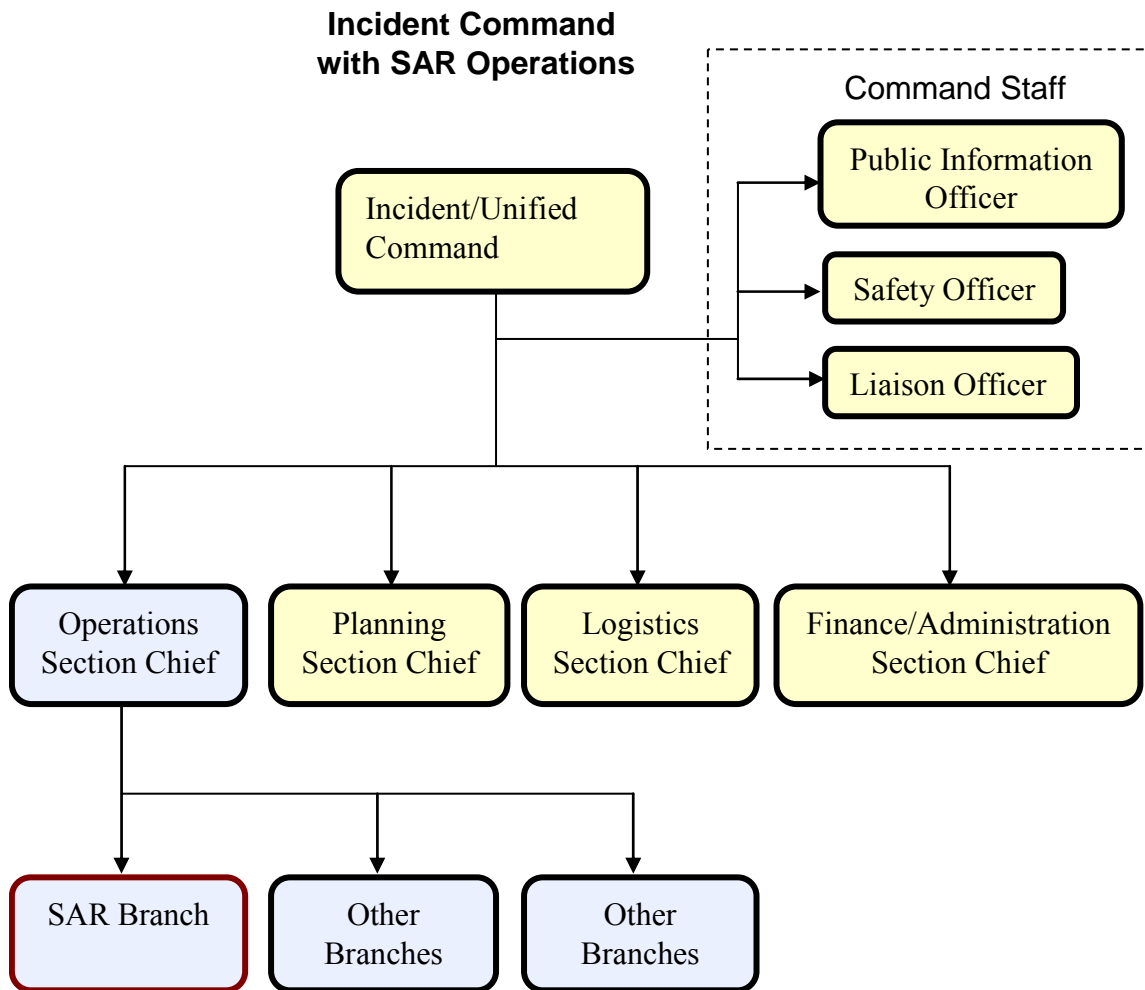 Incident Command
with SAR Operations
Command Staff
Public Information
Officer
Incident/Unified
Command
Safety Officer
Liaison Officer
Operations
Section Chief
Planning
Section Chief
Logistics
Section Chief
Finance/Administration
Section Chief
SAR Branch
Other
Branches
Other
Branches